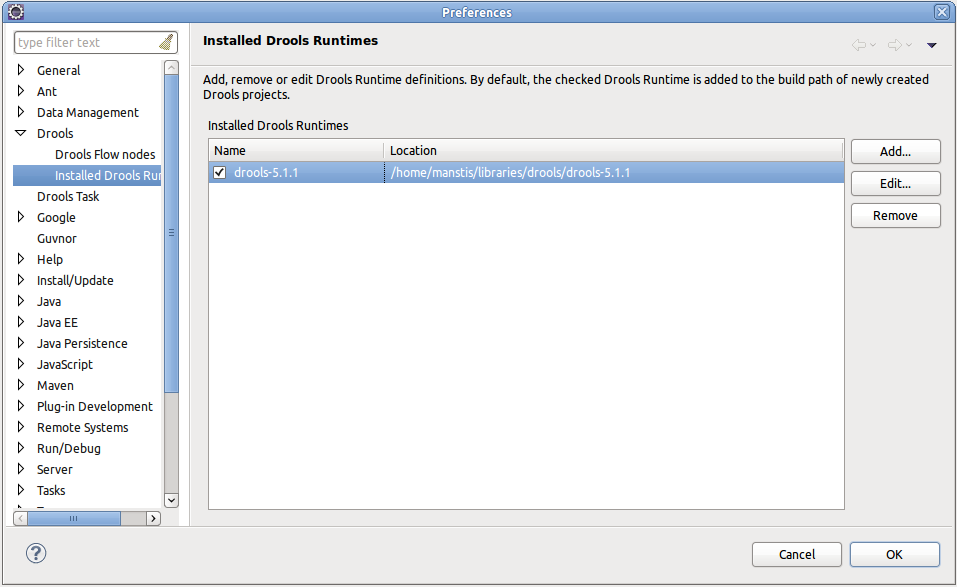 Preferences
type filter text
General
Ant
Data Management
Drools
Drools Flow nodes
Installed Drools Run
Drools Task
Google
Guvnor
Help
Install/Update
Java
Java EE
Java Persistence
JavaScript
Maven
Plug-in Development
Remote Systems
Run/Debug
Server
Tasks
Installed Drools Runtimes
Add, remove or edit Drools Runtime definitions. By default, the checked Drools Runtime is added to the build path of newly created
Drools projects.
Installed Drools Runtimes
Name Location
drools-5.1.1 /home/manstis/libraries/drools/drools-5.1.1
Add...
Edit...
Remove
?
Cancel OK